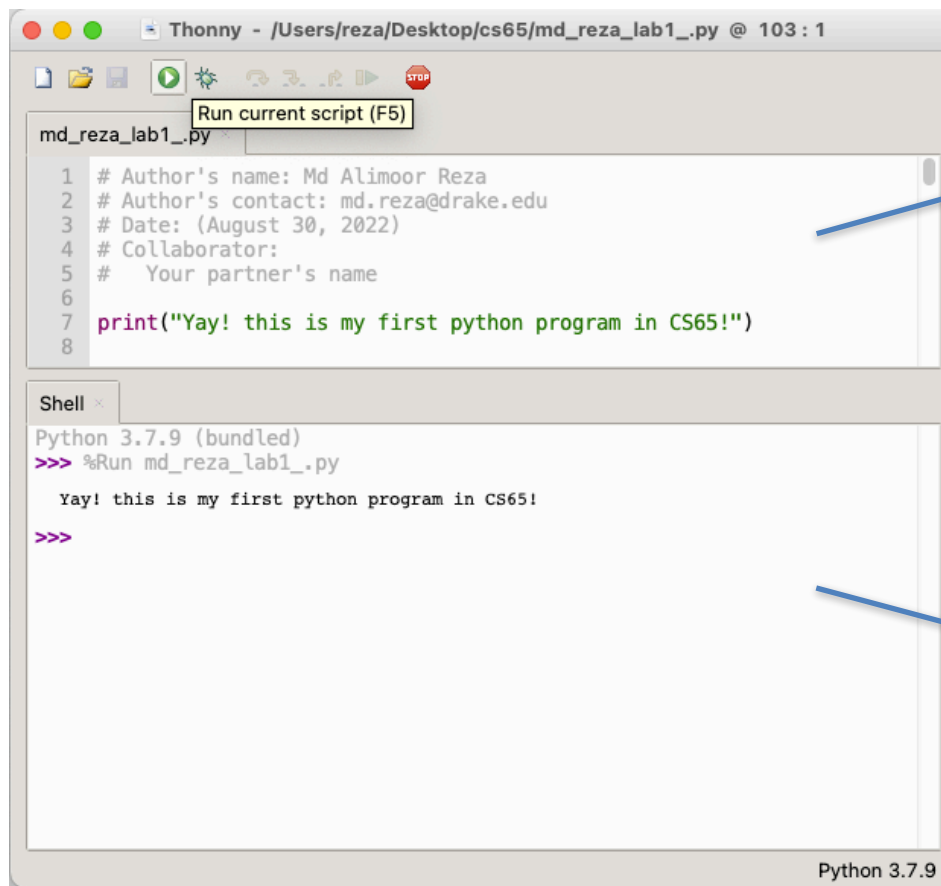 Thonny - /Users/reza/Desktop/cs65/md_reza_lab1_.py @ 103 : 1
STOP
Run current script (F5)
md_reza_lab1_.py ×
1 # Author's name: Md Alimoor Reza
2 # Author's contact: md.reza@drake.edu
3 # Date: (August 30, 2022)
4 # Collaborator:
5 #   Your partner's name
6
7 print("Yay! this is my first python program in CS65!")
8
Shell ×
Python 3.7.9 (bundled)
>>> %Run md_reza_lab1_.py
Yay! this is my first python program in CS65!
>>>
Python 3.7.9